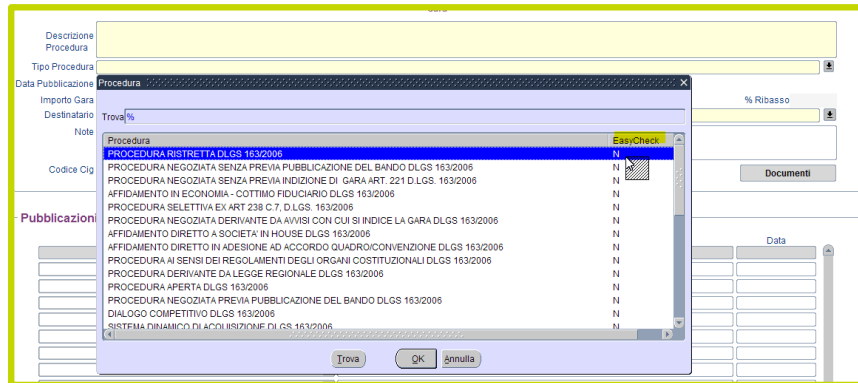 Descrizione
Procedura
Tipo Procedura
Data Pubblicazione
Importo Gara
% Ribasso
Destinatario
Note
Codice Cig
Documenti
Pubblicazioni
Data
Procedura
Trova %
Procedura EasyCheck
PROCEDURA RISTRETTA DLGS 163/2006 N
PROCEDURA NEGOZIATA SENZA PREVIA PUBBLICAZIONE DEL BANDO DLGS 163/2006 N
PROCEDURA NEGOZIATA SENZA PREVIA INDIZIONE DI GARA ART. 221 D.LGS. 163/2006 N
AFFIDAMENTO IN ECONOMIA - COTTIMO FIDUCIARIO DLGS 163/2006 N
PROCEDURA SELETTIVA EX ART 238 C.7, D.LGS. 163/2006 N
PROCEDURA NEGOZIATA DERIVANTE DA AVVISI CON CUI SI INDICE LA GARA DLGS 163/2006 N
AFFIDAMENTO DIRETTO A SOCIETA' IN HOUSE DLGS 163/2006 N
AFFIDAMENTO DIRETTO IN ADESIONE AD ACCORDO QUADRO/CONVENZIONE DLGS 163/2006 N
PROCEDURA AI SENSI DEI REGOLAMENTI DEGLI ORGANI COSTITUZIONALI DLGS 163/2006 N
PROCEDURA DERIVANTE DA LEGGE REGIONALE DLGS 163/2006 N
PROCEDURA APERTA DLGS 163/2006 N
PROCEDURA NEGOZIATA PREVIA PUBBLICAZIONE DEL BANDO DLGS 163/2006 N
DIALOGO COMPETITIVO DLGS 163/2006 N
SISTEMA DINAMICO DI ACQUISIZIONE DLGS 163/2006 N
Trova OK Annulla